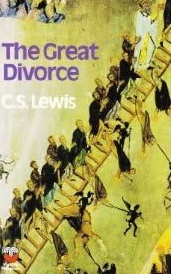 The Great
Divorce
C.S. Lewis